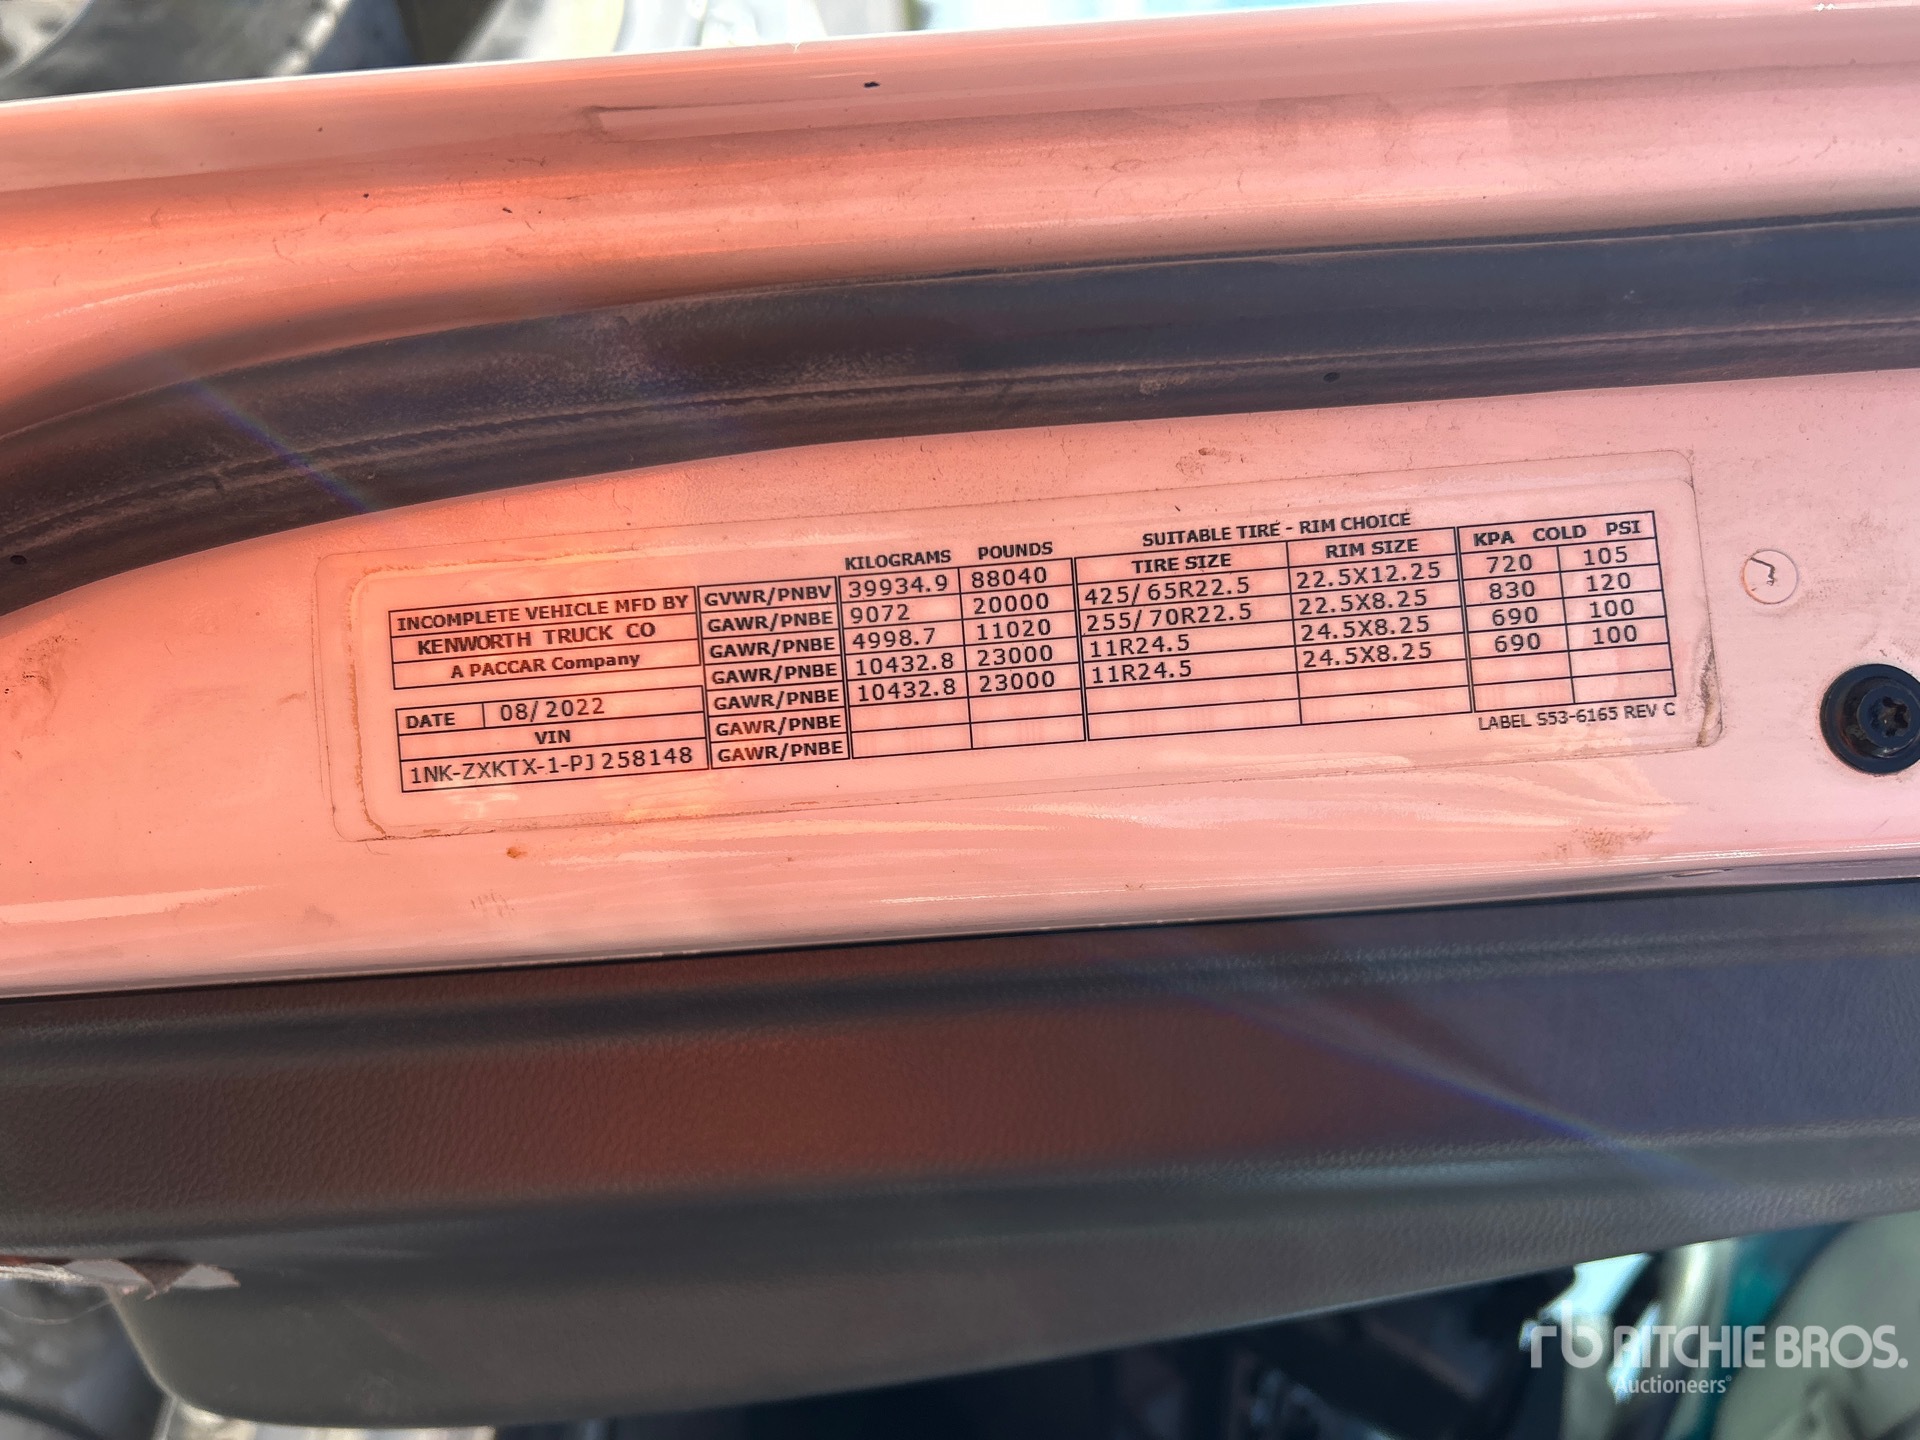 SUITABLE TIRE - RIM CHOICE
KILOGRAMS POUNDS TIRE SIZE RIM SIZE KPA COLD PSI
INCOMPLETE VEHICLE MFD BY
KENWORTH TRUCK CO
A PACCAR Company
DATE 08/2022
VIN
1NK-ZXKTX-1-PJ258148
GVWR/PNBV 39934.9 88040
GAWR/PNBE 9072 20000 425/65R22.5 22.5X12.25 720 105
GAWR/PNBE 4998.7 11020 255/70R22.5 22.5X8.25 830 120
GAWR/PNBE 10432.8 23000 11R24.5 24.5X8.25 690 100
GAWR/PNBE 10432.8 23000 11R24.5 24.5X8.25 690 100
GAWR/PNBE
GAWR/PNBE
LABEL S53-6165 REV C
rb RITCHIE BROS.
Auctioneers